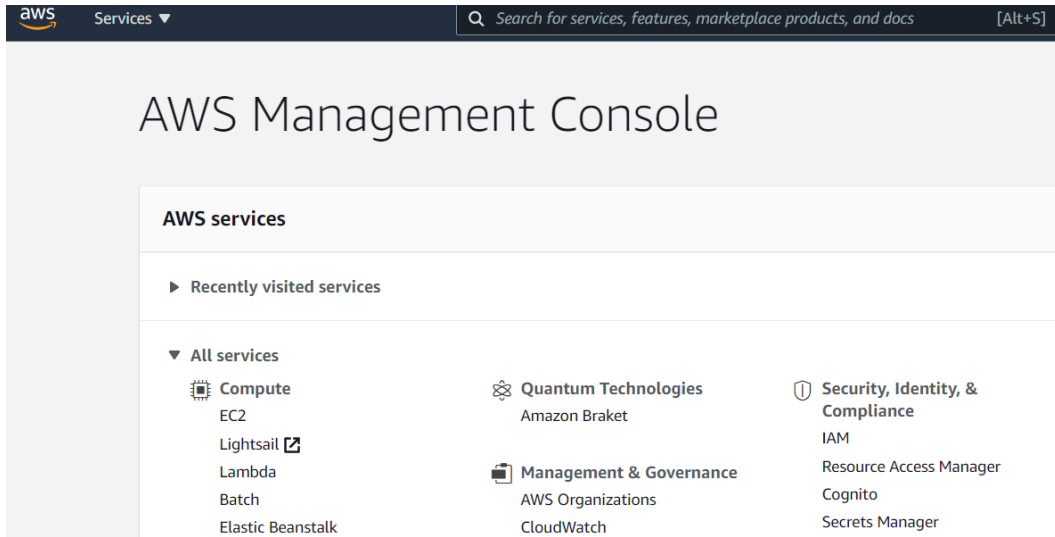 aws
Services ▼
Search for services, features, marketplace products, and docs [Alt+S]
AWS Management Console
AWS services
Recently visited services
All services
Compute
EC2
Lightsail
Lambda
Batch
Elastic Beanstalk
Quantum Technologies
Amazon Braket
Management & Governance
AWS Organizations
CloudWatch
Security, Identity, &
Compliance
IAM
Resource Access Manager
Cognito
Secrets Manager